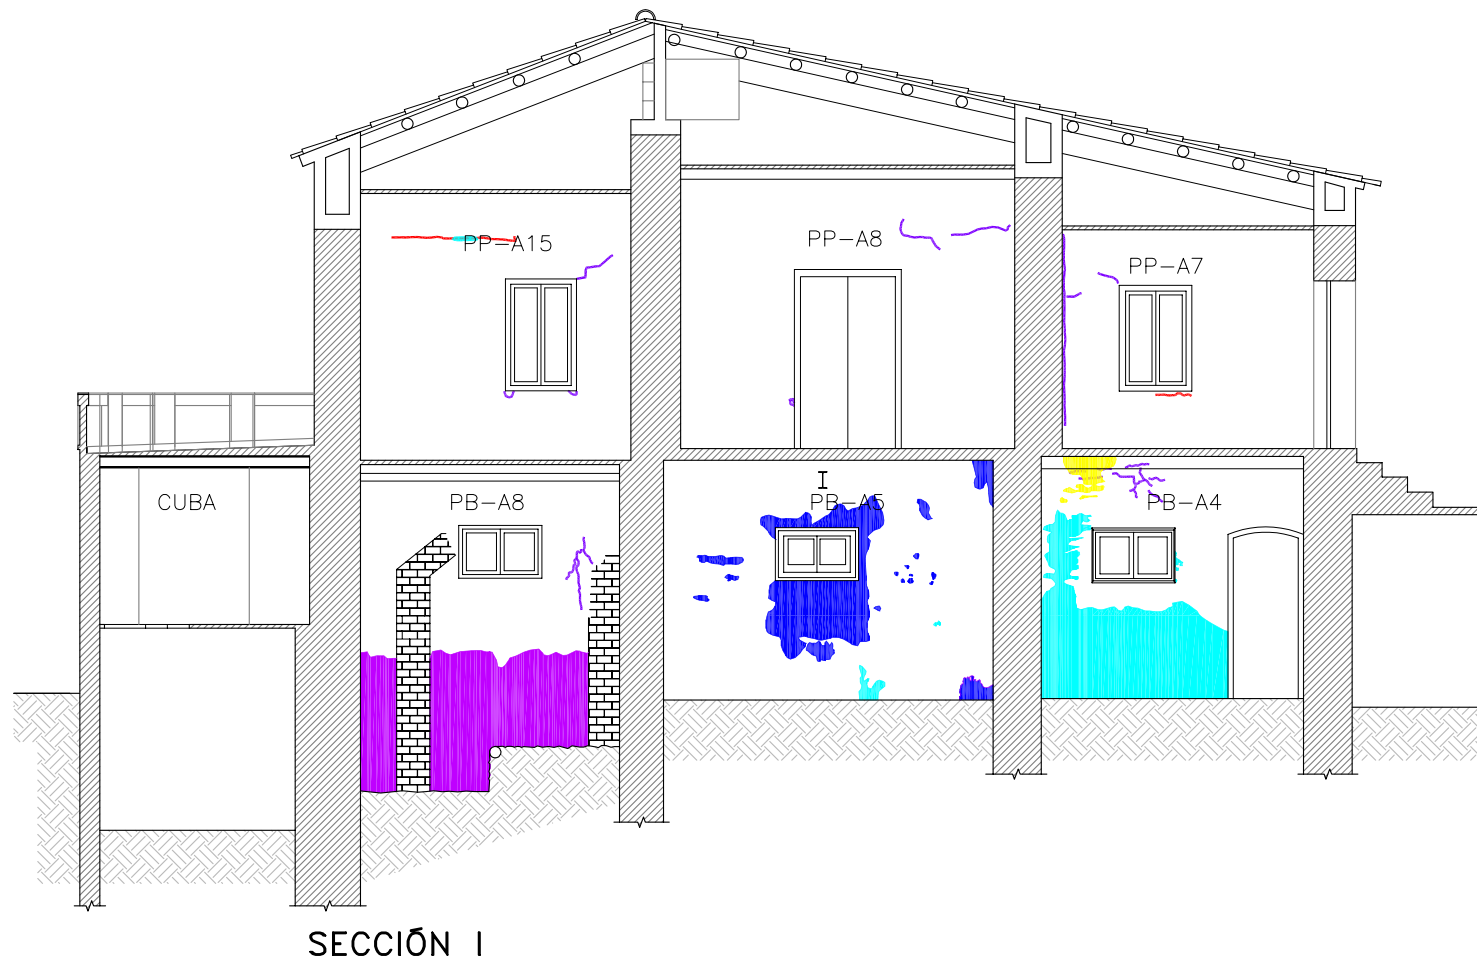 PP-A15
PP-A8
PP-A7
I
CUBA
PB-A8
PB-A5
PB-A4
SECCIÓN I